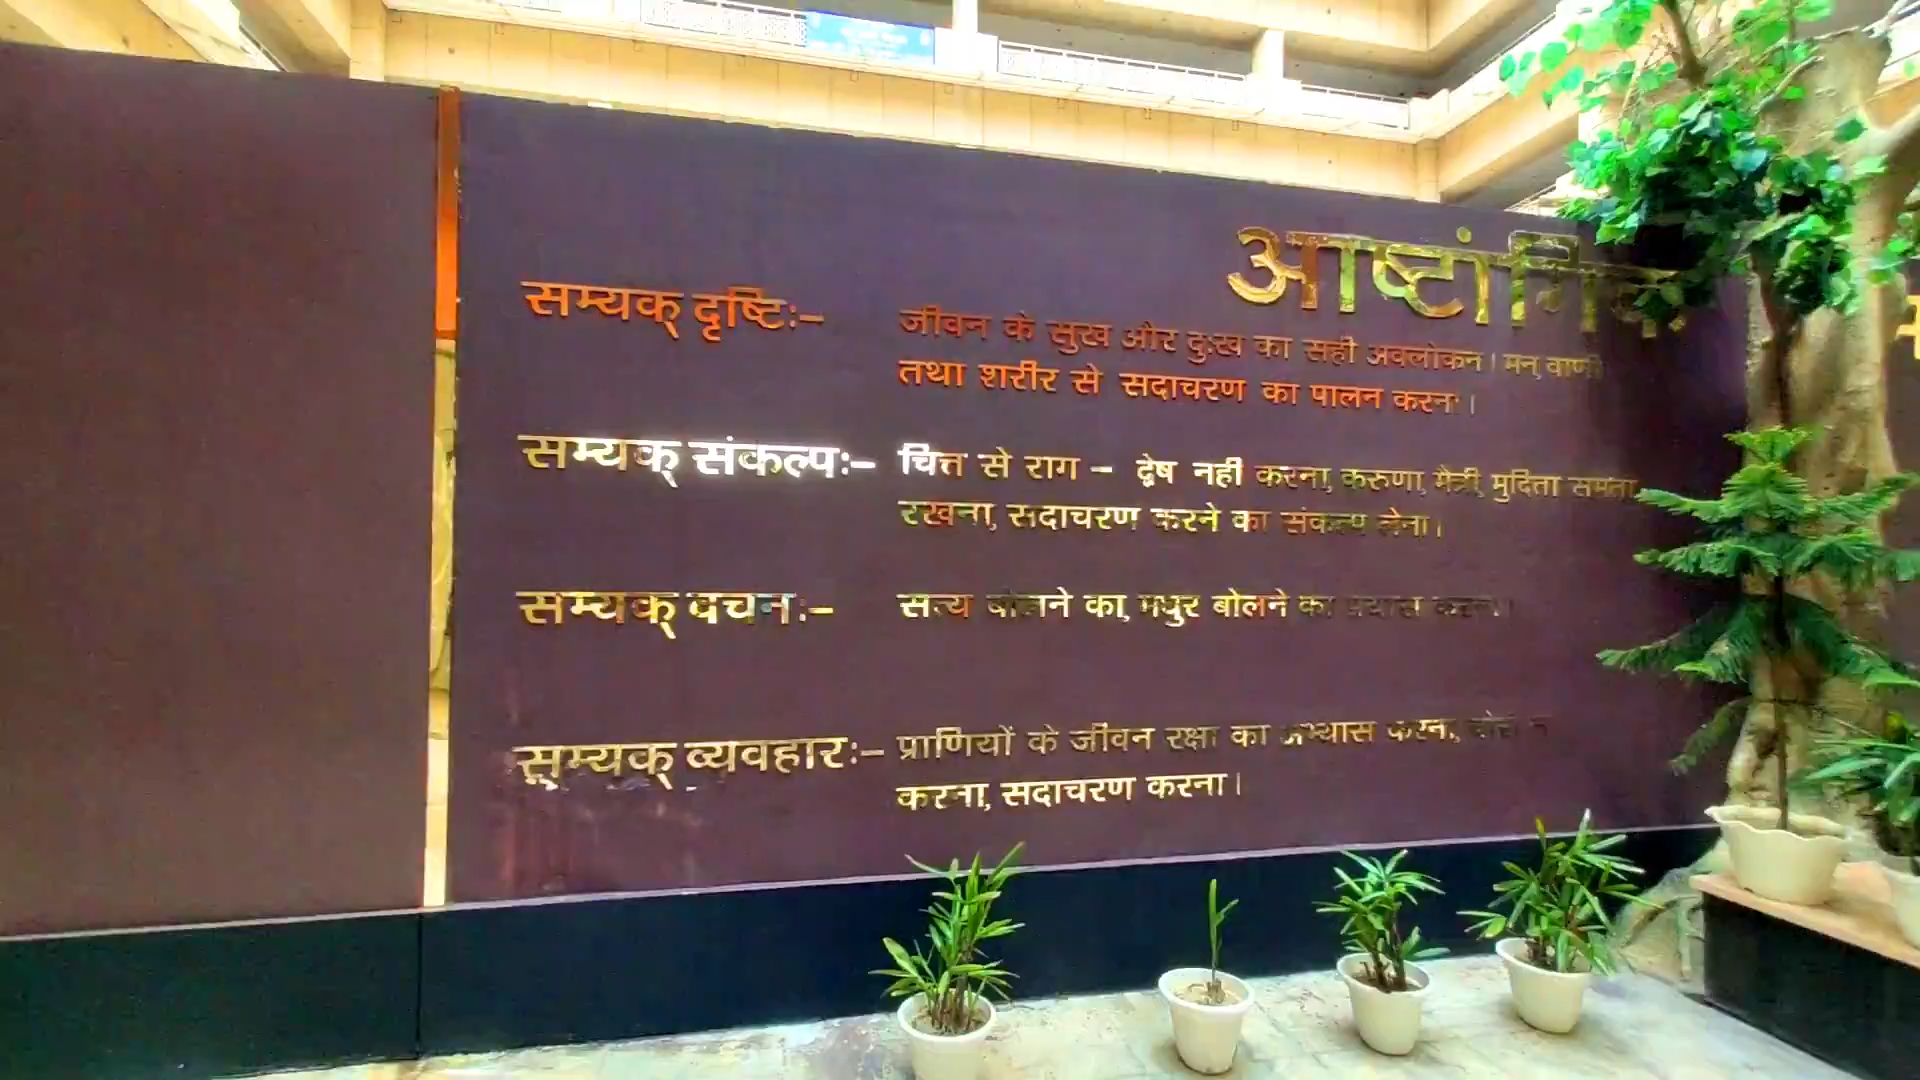 आष्टांगिक
सम्यक् दृष्टिः–
जीवन के सुख और दुःख का सही अवलोकन। मन, वाणी
तथा शरीर से सदाचरण का पालन करना।
सम्यक् संकल्पः–
चित्त से राग – द्वेष नहीं करना, करुणा, मैत्री, मुदिता समता
रखना, सदाचरण करने का संकल्प लेना।
सम्यक् वचनः–
सत्य बोलने का, मधुर बोलने का प्रयास करना।
सम्यक् व्यवहारः–
प्राणियों के जीवन रक्षा का अभ्यास करना, चोरी न
करना, सदाचरण करना।